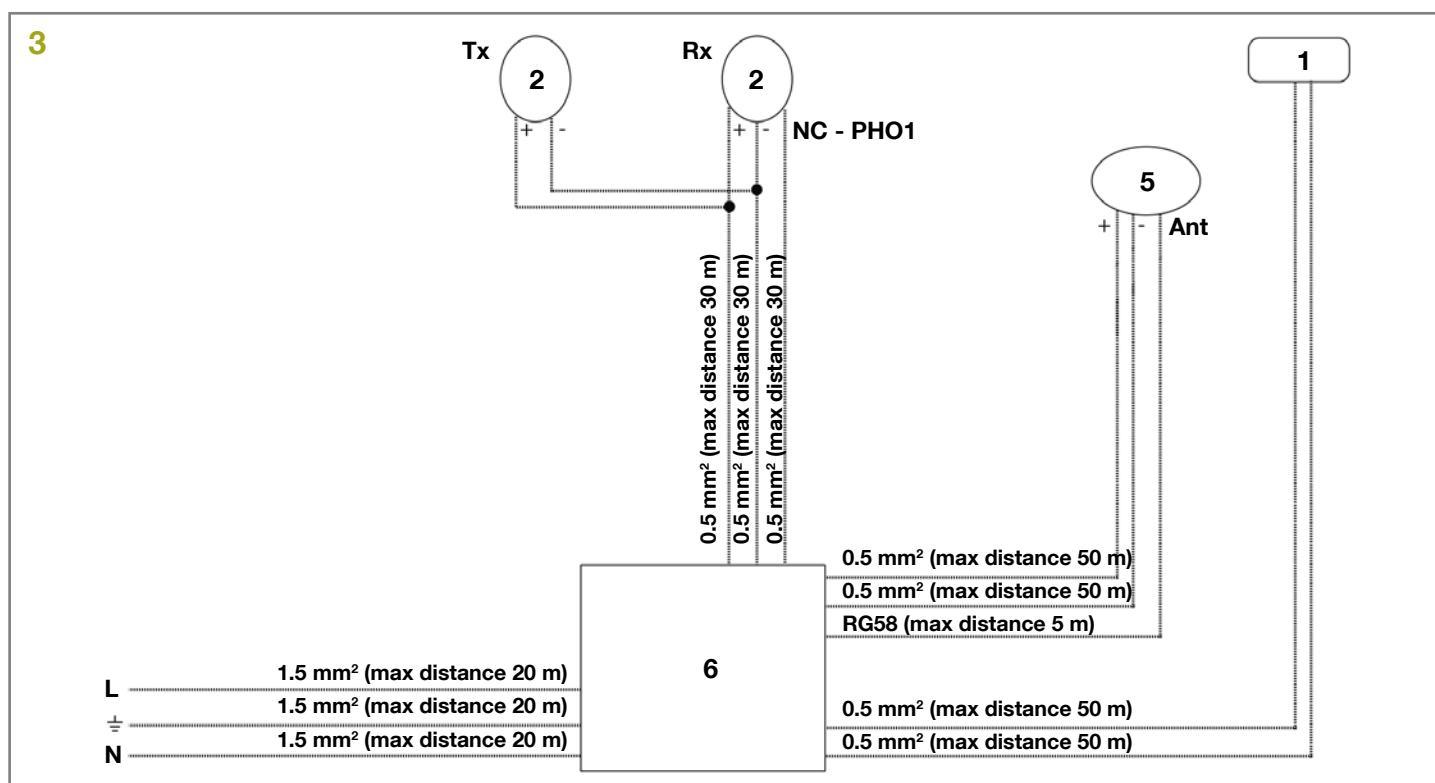 3
Tx
2
+ -
Rx
2
+ -
NC - PHO1
1
5
+ -
Ant
0.5 mm² (max distance 30 m)
0.5 mm² (max distance 30 m)
0.5 mm² (max distance 30 m)
0.5 mm² (max distance 50 m)
0.5 mm² (max distance 50 m)
RG58 (max distance 5 m)
6
L
1.5 mm² (max distance 20 m)
1.5 mm² (max distance 20 m)
N
1.5 mm² (max distance 20 m)
0.5 mm² (max distance 50 m)
0.5 mm² (max distance 50 m)